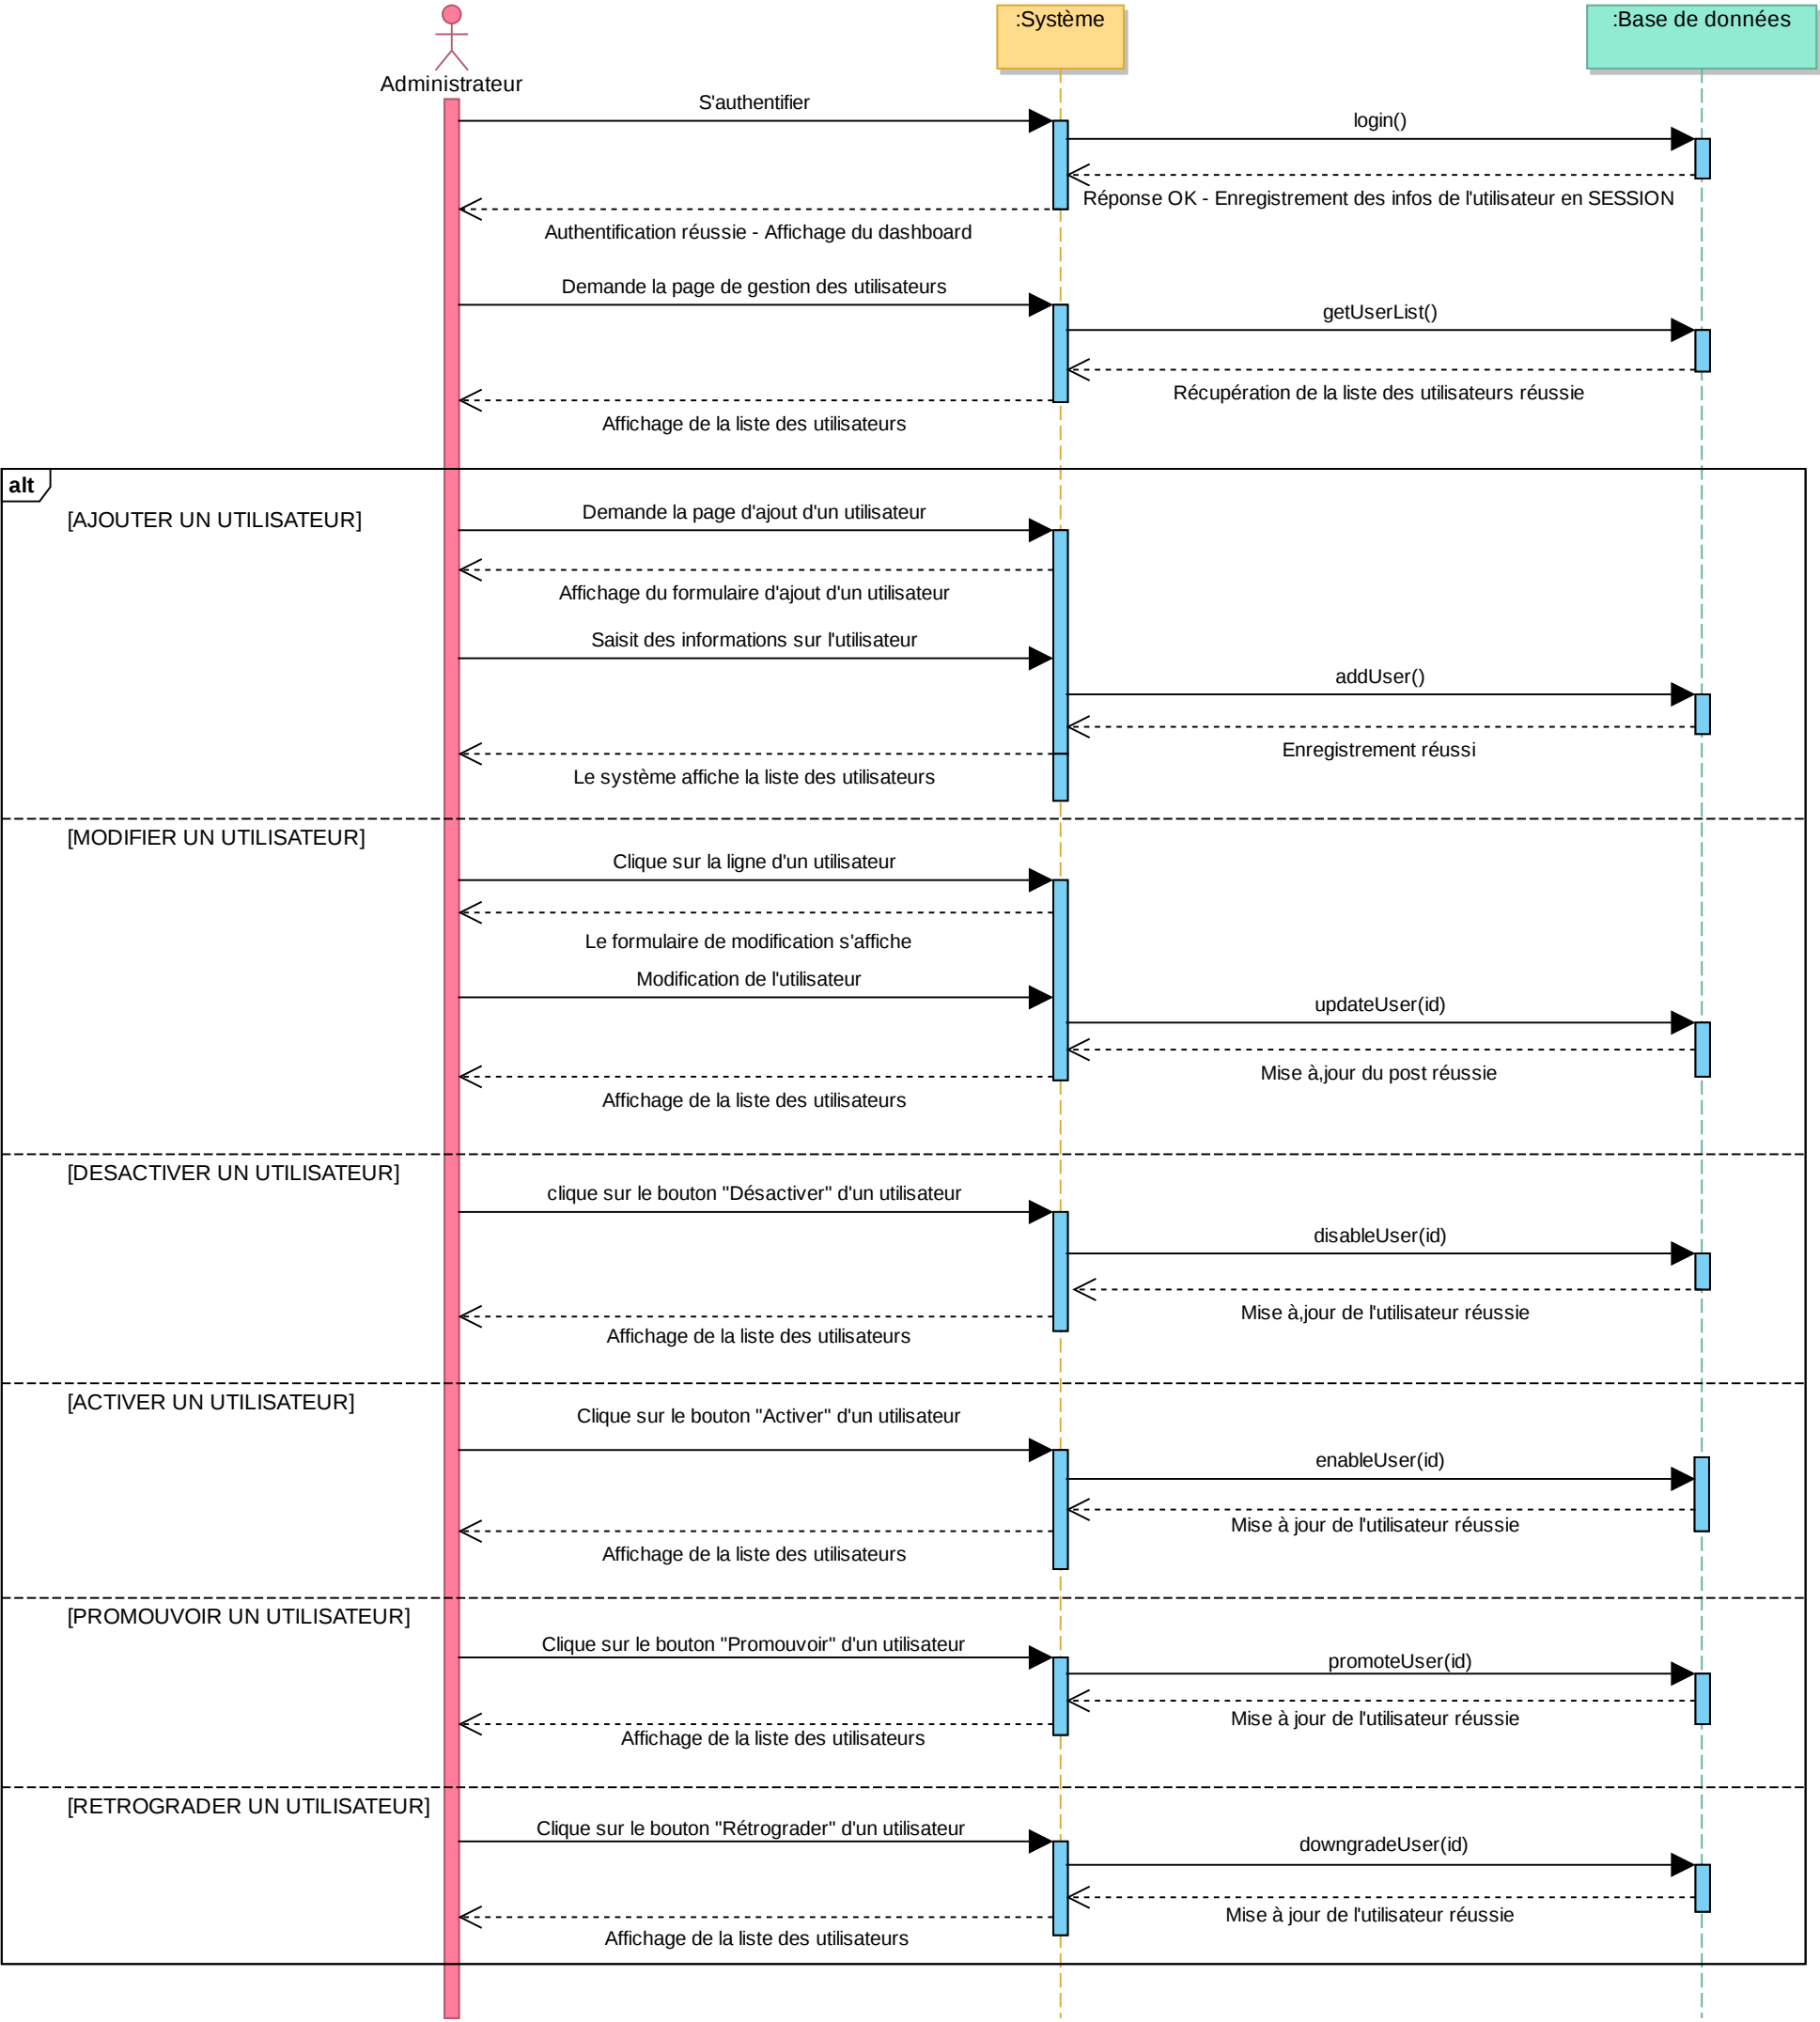 :Système
:Base de données
Administrateur
S'authentifier
login()
Réponse OK - Enregistrement des infos de l'utilisateur en SESSION
Authentification réussie - Affichage du dashboard
Demande la page de gestion des utilisateurs
getUserList()
Récupération de la liste des utilisateurs réussie
Affichage de la liste des utilisateurs
alt
[AJOUTER UN UTILISATEUR]
Demande la page d'ajout d'un utilisateur
Affichage du formulaire d'ajout d'un utilisateur
Saisit des informations sur l'utilisateur
addUser()
Enregistrement réussi
Le système affiche la liste des utilisateurs
[MODIFIER UN UTILISATEUR]
Clique sur la ligne d'un utilisateur
Le formulaire de modification s'affiche
Modification de l'utilisateur
updateUser(id)
Mise à,jour du post réussie
Affichage de la liste des utilisateurs
[DESACTIVER UN UTILISATEUR]
clique sur le bouton "Désactiver" d'un utilisateur
disableUser(id)
Mise à,jour de l'utilisateur réussie
Affichage de la liste des utilisateurs
[ACTIVER UN UTILISATEUR]
Clique sur le bouton "Activer" d'un utilisateur
enableUser(id)
Mise à jour de l'utilisateur réussie
Affichage de la liste des utilisateurs
[PROMOUVOIR UN UTILISATEUR]
Clique sur le bouton "Promouvoir" d'un utilisateur
promoteUser(id)
Mise à jour de l'utilisateur réussie
Affichage de la liste des utilisateurs
[RETROGRADER UN UTILISATEUR]
Clique sur le bouton "Rétrograder" d'un utilisateur
downgradeUser(id)
Mise à jour de l'utilisateur réussie
Affichage de la liste des utilisateurs